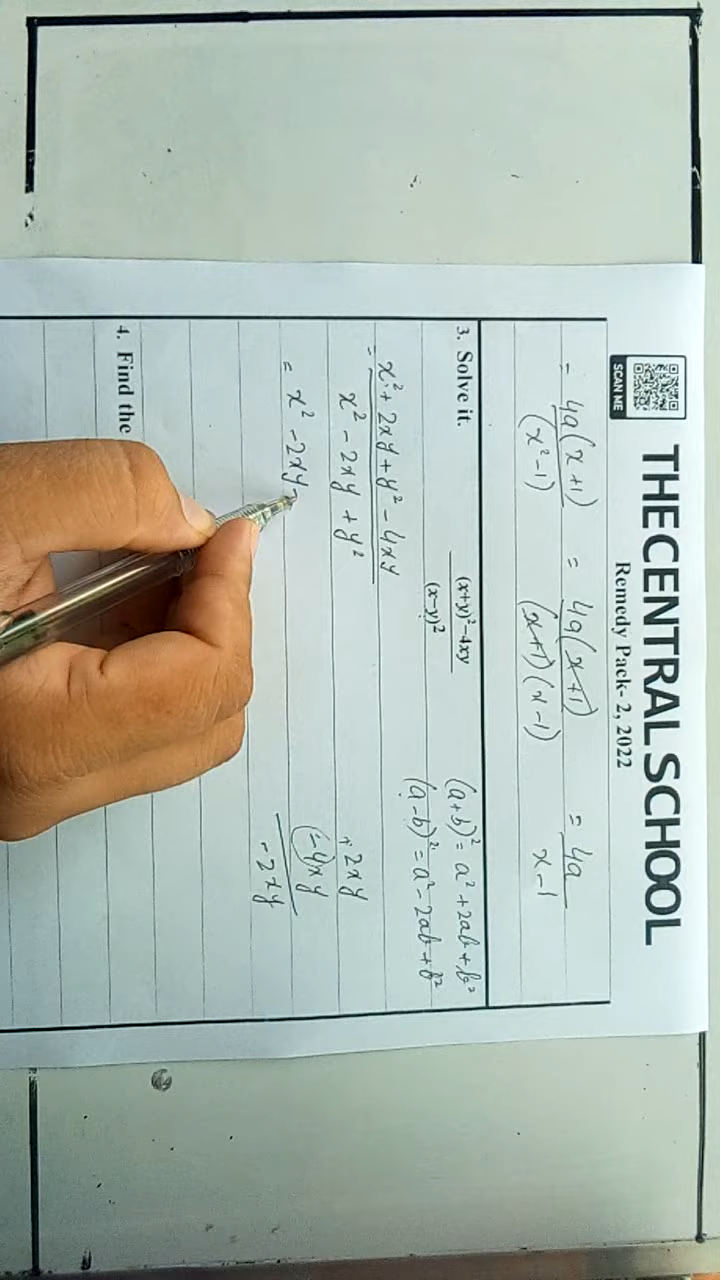 SCAN ME
THE CENTRAL SCHOOL
Remedy Pack- 2, 2022
= 4a(x+1) / (x²-1) = 4a(x+1) / (x+1)(x-1) = 4a / x-1
3. Solve it. (x+y)²-4xy / (x-y)²
(a+b)² = a² + 2ab + b²
(a-b)² = a² - 2ab + b²
= x² + 2xy + y² - 4xy / x² - 2xy + y²
+ 2xy
- 4xy
- 2xy
= x² - 2xy
4. Find the